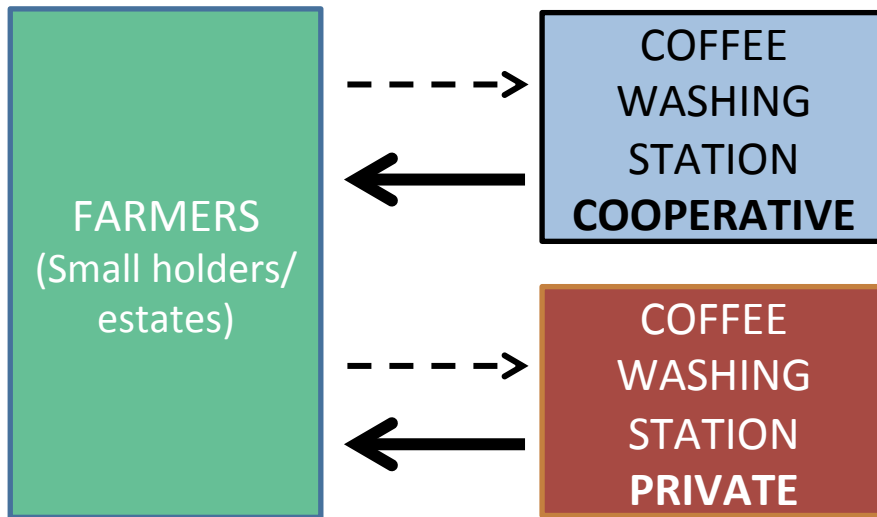 FARMERS
(Small holders/
estates)
COFFEE
WASHING
STATION
COOPERATIVE
COFFEE
WASHING
STATION
PRIVATE